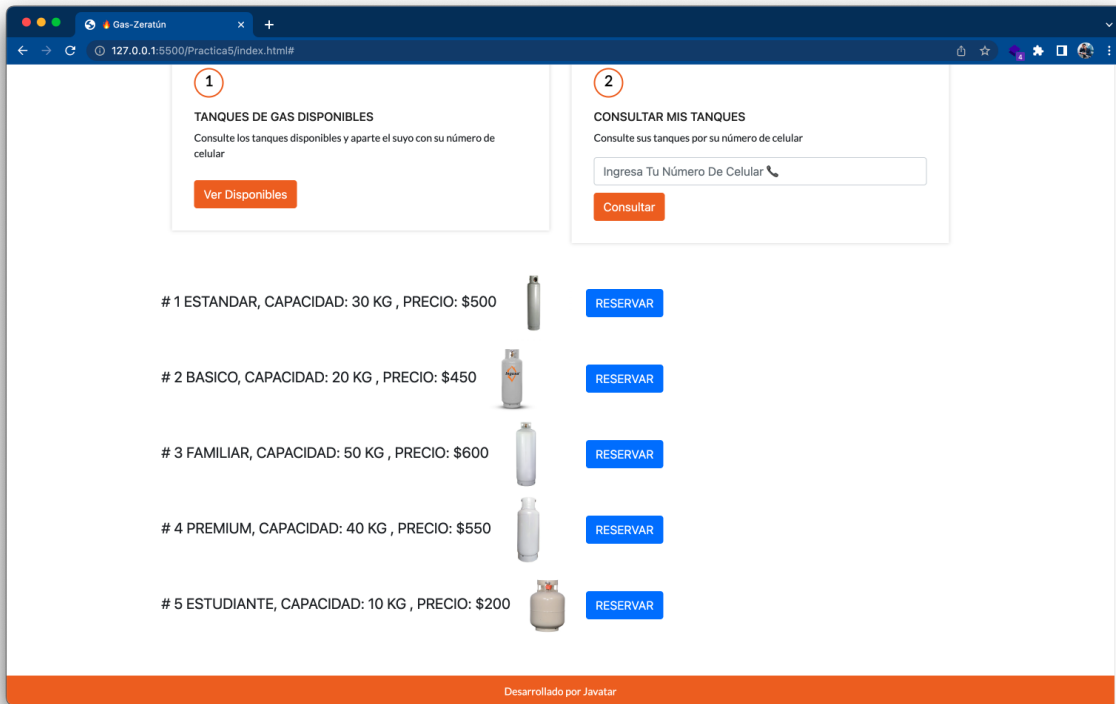 🔥 Gas-Zeratún
127.0.0.1:5500/Practica5/index.html#
4
1
TANQUES DE GAS DISPONIBLES
Consulte los tanques disponibles y aparte el suyo con su número de
celular
Ver Disponibles
2
CONSULTAR MIS TANQUES
Consulte sus tanques por su número de celular
Ingresa Tu Número De Celular 📞
Consultar
# 1 ESTANDAR, CAPACIDAD: 30 KG , PRECIO: $500
RESERVAR
# 2 BASICO, CAPACIDAD: 20 KG , PRECIO: $450
RESERVAR
# 3 FAMILIAR, CAPACIDAD: 50 KG , PRECIO: $600
RESERVAR
# 4 PREMIUM, CAPACIDAD: 40 KG , PRECIO: $550
RESERVAR
# 5 ESTUDIANTE, CAPACIDAD: 10 KG , PRECIO: $200
RESERVAR
Desarrollado por Javatar